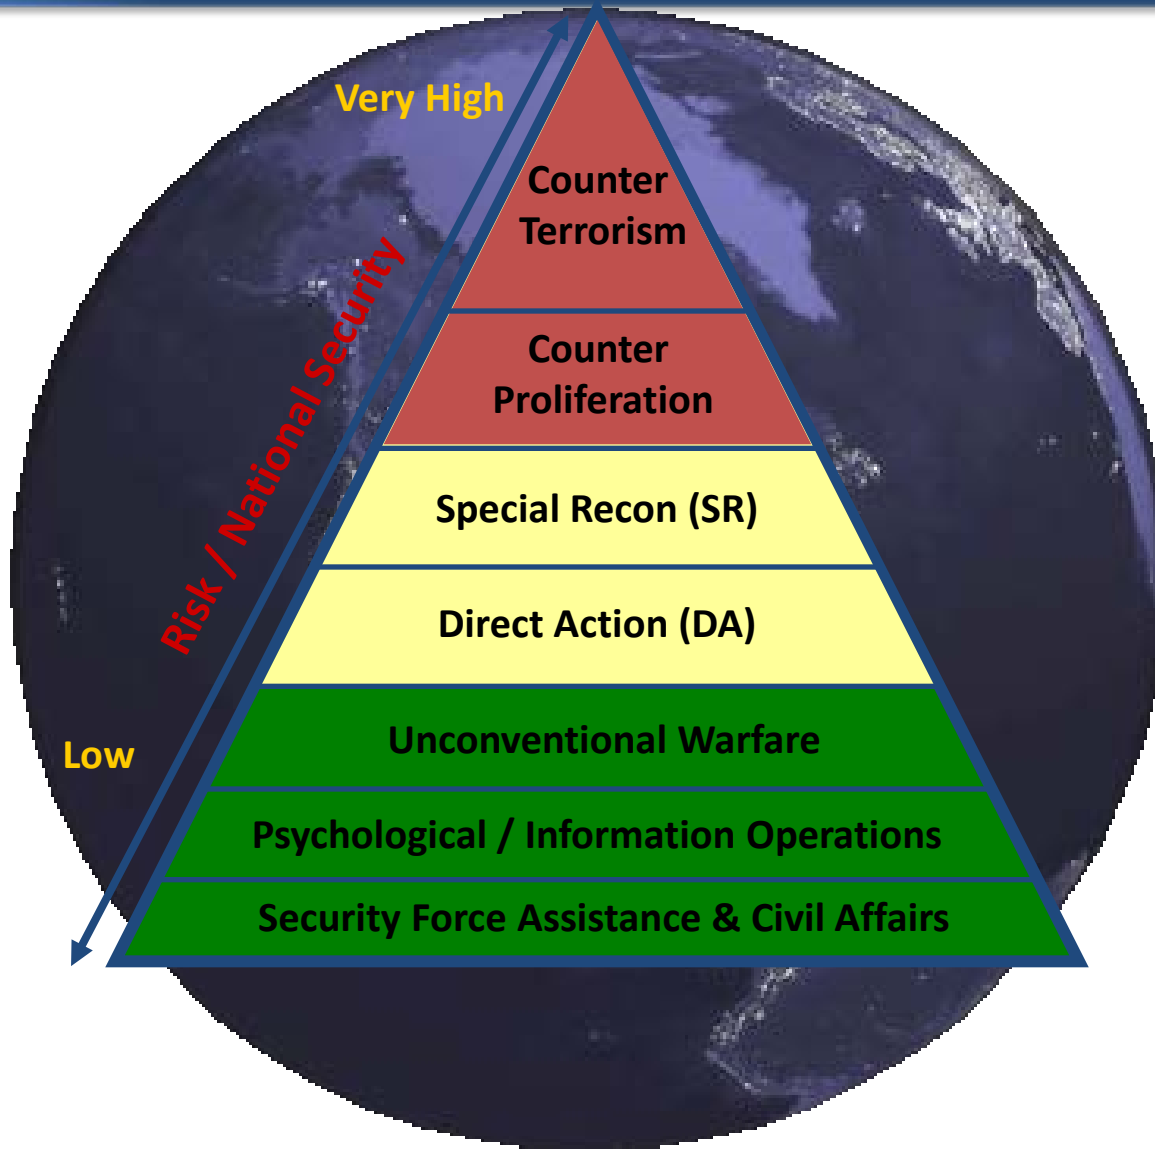 Very High
Risk / National Security
Low
Counter
Terrorism
Counter
Proliferation
Special Recon (SR)
Direct Action (DA)
Unconventional Warfare
Psychological / Information Operations
Security Force Assistance & Civil Affairs